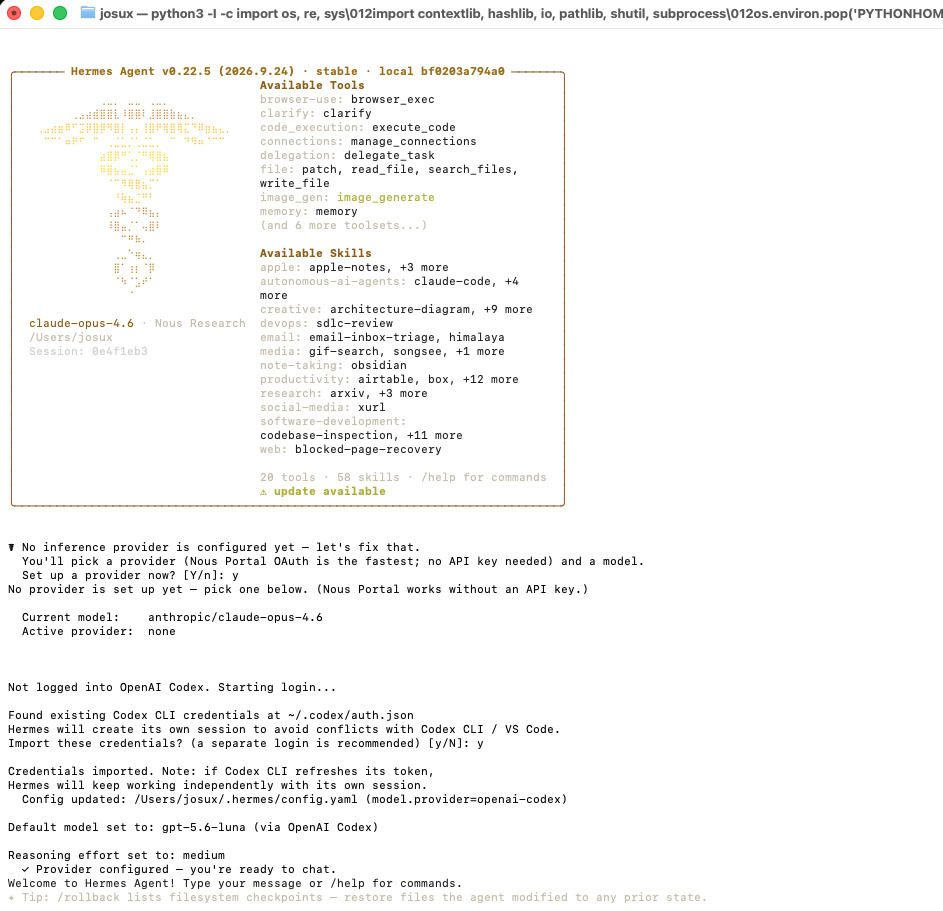 josux — python3 -I -c import os, re, sys\012import contextlib, hashlib, io, pathlib, shutil, subprocess\012os.environ.pop('PYTHONHOM
Hermes Agent v0.22.5 (2026.9.24) · stable · local bf0203a794a0
Available Tools
browser-use: browser_exec
clarify: clarify
code_execution: execute_code
connections: manage_connections
delegation: delegate_task
file: patch, read_file, search_files,
write_file
image_gen: image_generate
memory: memory
(and 6 more toolsets...)
Available Skills
apple: apple-notes, +3 more
autonomous-ai-agents: claude-code, +4
more
creative: architecture-diagram, +9 more
devops: sdlc-review
email: email-inbox-triage, himalaya
media: gif-search, songsee, +1 more
note-taking: obsidian
productivity: airtable, box, +12 more
research: arxiv, +3 more
social-media: xurl
software-development:
codebase-inspection, +11 more
web: blocked-page-recovery
20 tools · 58 skills · /help for commands
⚠ update available
claude-opus-4.6 · Nous Research
/Users/josux
Session: 0e4f1eb3
No inference provider is configured yet — let's fix that.
You'll pick a provider (Nous Portal OAuth is the fastest; no API key needed) and a model.
Set up a provider now? [Y/n]: y
No provider is set up yet — pick one below. (Nous Portal works without an API key.)
Current model: anthropic/claude-opus-4.6
Active provider: none
Not logged into OpenAI Codex. Starting login...
Found existing Codex CLI credentials at ~/.codex/auth.json
Hermes will create its own session to avoid conflicts with Codex CLI / VS Code.
Import these credentials? (a separate login is recommended) [y/N]: y
Credentials imported. Note: if Codex CLI refreshes its token,
Hermes will keep working independently with its own session.
Config updated: /Users/josux/.hermes/config.yaml (model.provider=openai-codex)
Default model set to: gpt-5.6-luna (via OpenAI Codex)
Reasoning effort set to: medium
✓ Provider configured — you're ready to chat.
Welcome to Hermes Agent! Type your message or /help for commands.
✦ Tip: /rollback lists filesystem checkpoints — restore files the agent modified to any prior state.